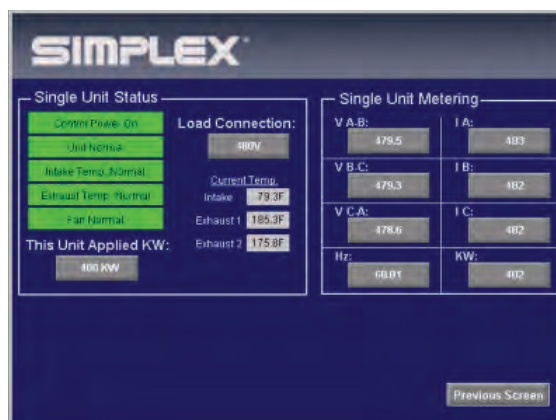 SIMPLEX
Single Unit Status
Control Power On
Unit Normal
Intake Temp. Normal
Exhaust Temp. Normal
Fan Normal
This Unit Applied KW:
400 KW
Load Connection:
480V
Current Temp.
Intake 79.3F
Exhaust 1 185.3F
Exhaust 2 175.8F
Single Unit Metering
V A-B:
479.5
I A:
483
V B-C:
479.3
I B:
482
V C-A:
478.6
I C:
482
Hz:
60.01
KW:
402
Previous Screen